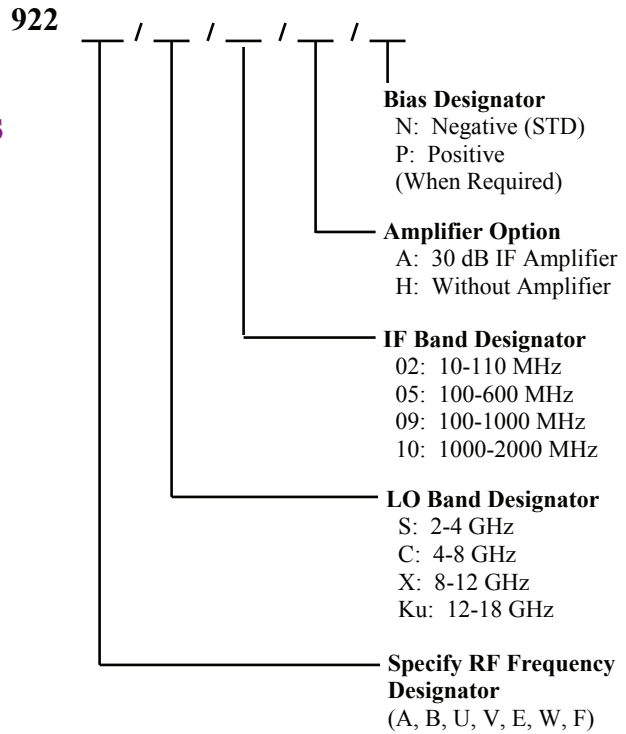 922 __ / __ / __ / __ / __
Bias Designator
N: Negative (STD)
P: Positive
(When Required)
Amplifier Option
A: 30 dB IF Amplifier
H: Without Amplifier
IF Band Designator
02: 10-110 MHz
05: 100-600 MHz
09: 100-1000 MHz
10: 1000-2000 MHz
LO Band Designator
S: 2-4 GHz
C: 4-8 GHz
X: 8-12 GHz
Ku: 12-18 GHz
Specify RF Frequency
Designator
(A, B, U, V, E, W, F)